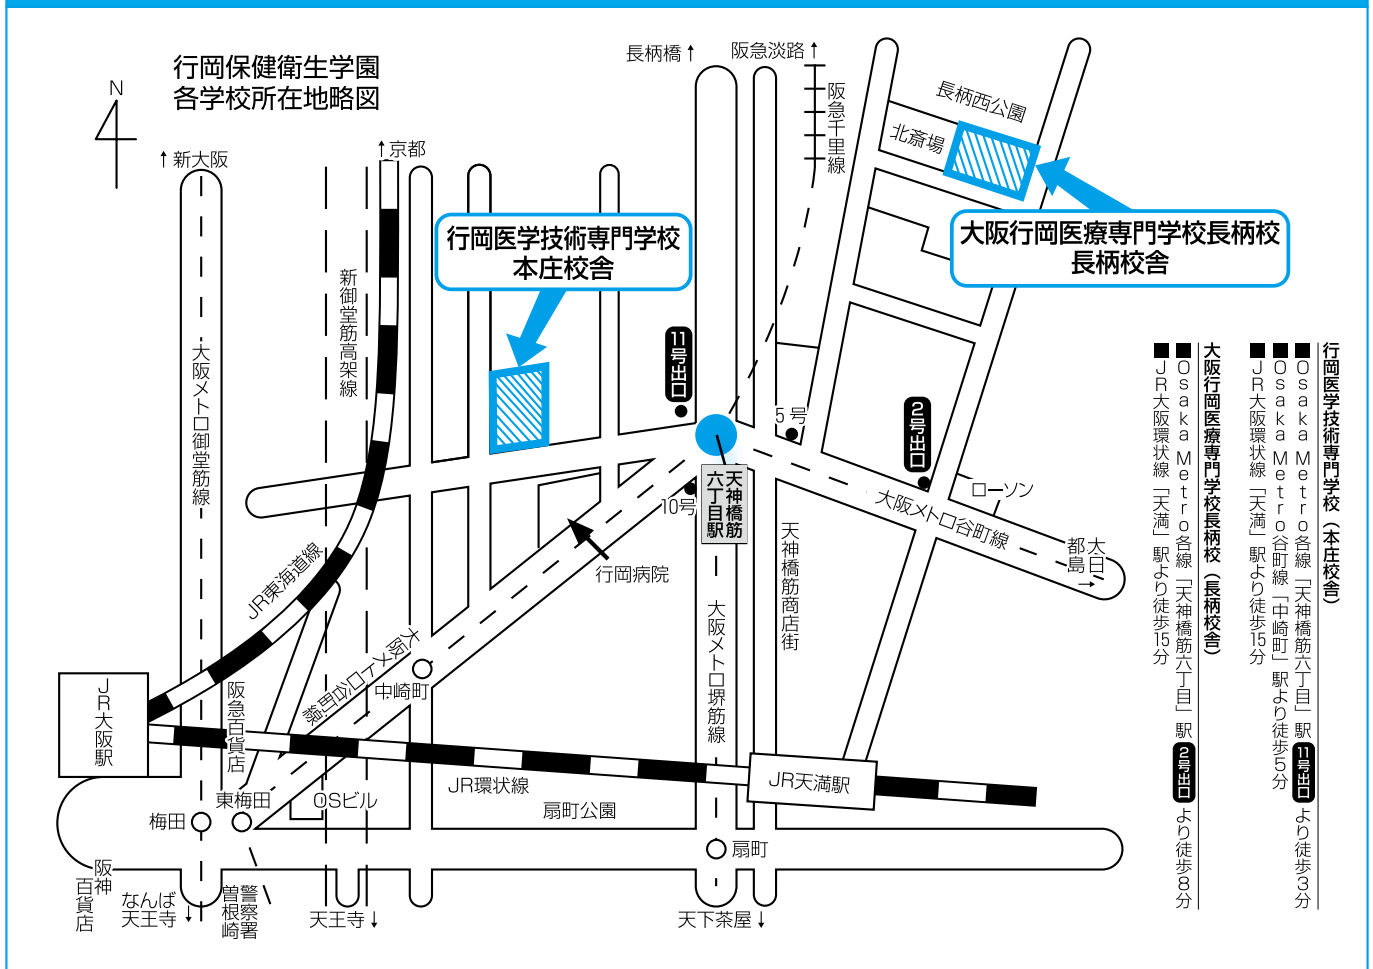 行岡保健衛生学園
各学校所在地略図
N
↑新大阪
↑京都
長柄橋↑
阪急淡路↑
阪急千里線
長柄西公園
北斎場
大阪行岡医療専門学校長柄校
長柄校舎
行岡医学技術専門学校
本庄校舎
新御堂筋高架線
大阪メトロ御堂筋線
11号出口
5号
2号出口
ローソン
10号
天神橋筋
六丁目駅
大阪メトロ谷町線
大日
都島
→
行岡病院
天神橋筋商店街
大阪メトロ堺筋線
JR東海道線
大阪メトロ谷町線
中崎町
JR大阪駅
阪急百貨店
JR環状線
JR天満駅
東梅田
OSビル
扇町公園
梅田
扇町
阪神
百貨店
なんば
天王寺↓
警察署
曽根崎
天王寺↓
天下茶屋↓
行岡医学技術専門学校(本庄校舎)
■Osaka Metro各線「天神橋筋六丁目」駅11号出口より徒歩3分
■Osaka Metro谷町線「中崎町」駅より徒歩5分
■JR大阪環状線「天満」駅より徒歩15分
大阪行岡医療専門学校長柄校(長柄校舎)
■Osaka Metro各線「天神橋筋六丁目」駅2号出口より徒歩8分
■JR大阪環状線「天満」駅より徒歩15分